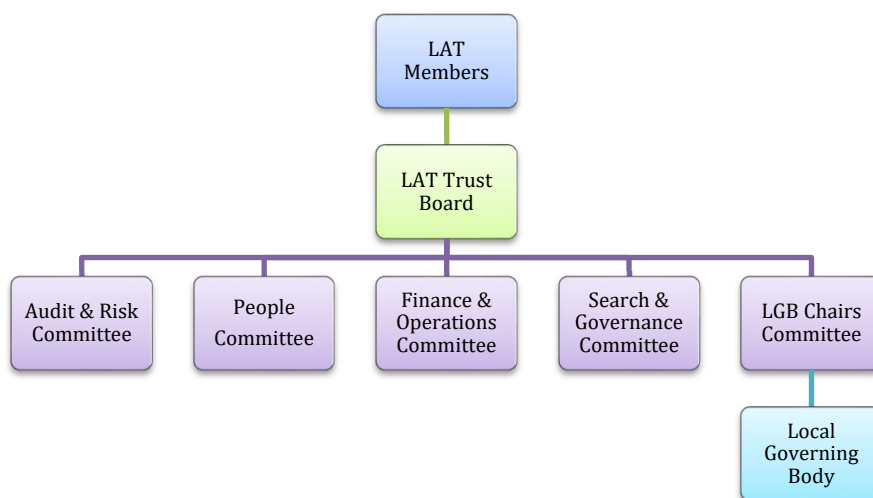 LAT
Members
LAT Trust
Board
Audit & Risk
Committee
People
Committee
Finance &
Operations
Committee
Search &
Governance
Committee
LGB Chairs
Committee
Local
Governing
Body